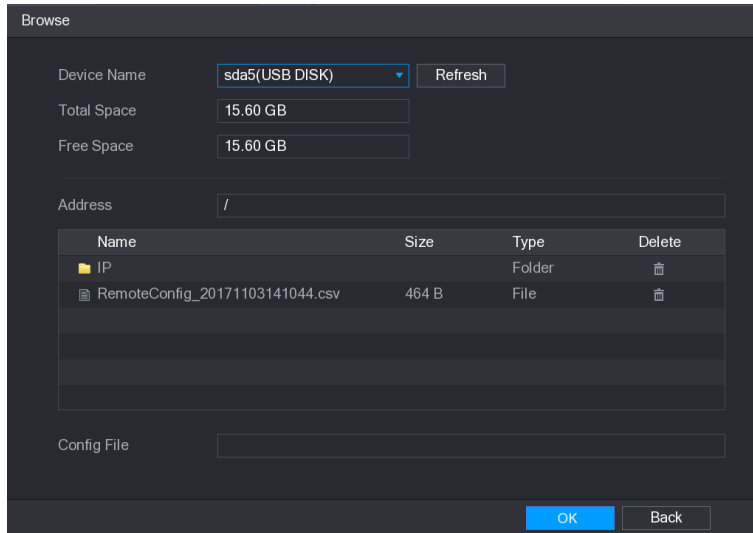 Browse
Device Name sda5(USB DISK) Refresh
Total Space 15.60 GB
Free Space 15.60 GB
Address /
Name Size Type Delete
IP Folder
RemoteConfig_20171103141044.csv 464 B File
Config File
OK Back